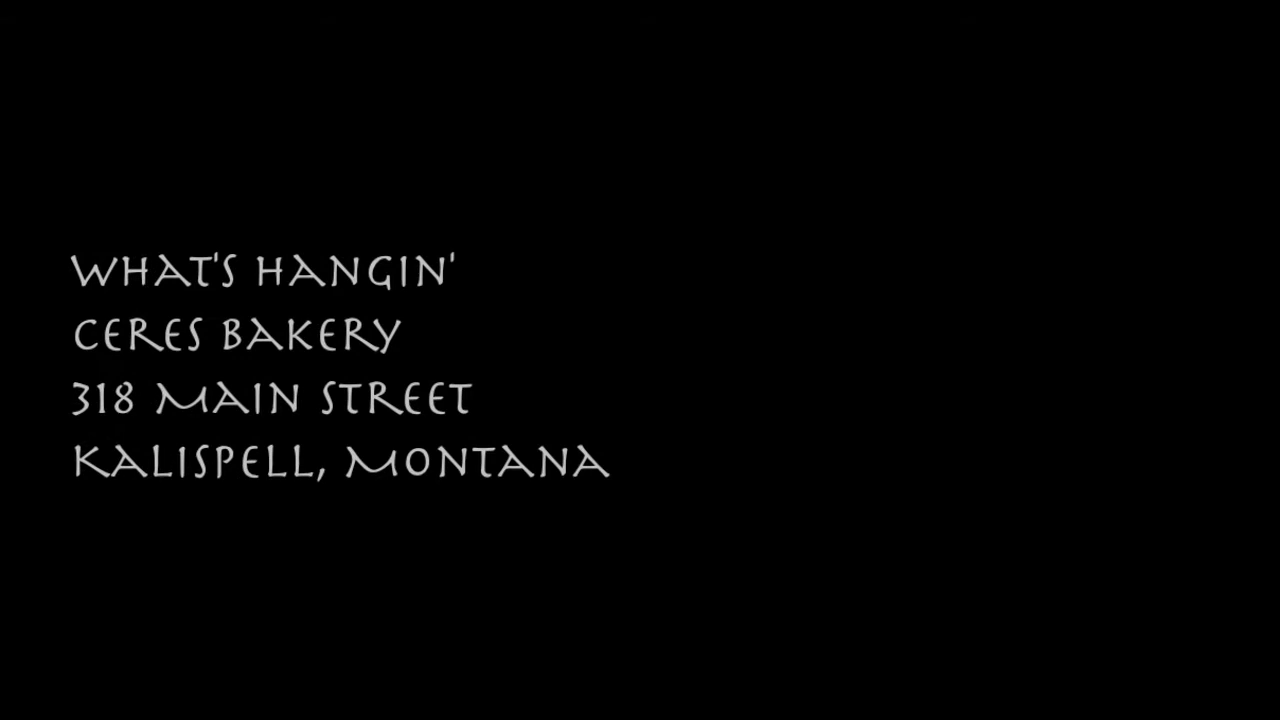 What's Hangin'
Ceres Bakery
318 Main Street
Kalispell, Montana